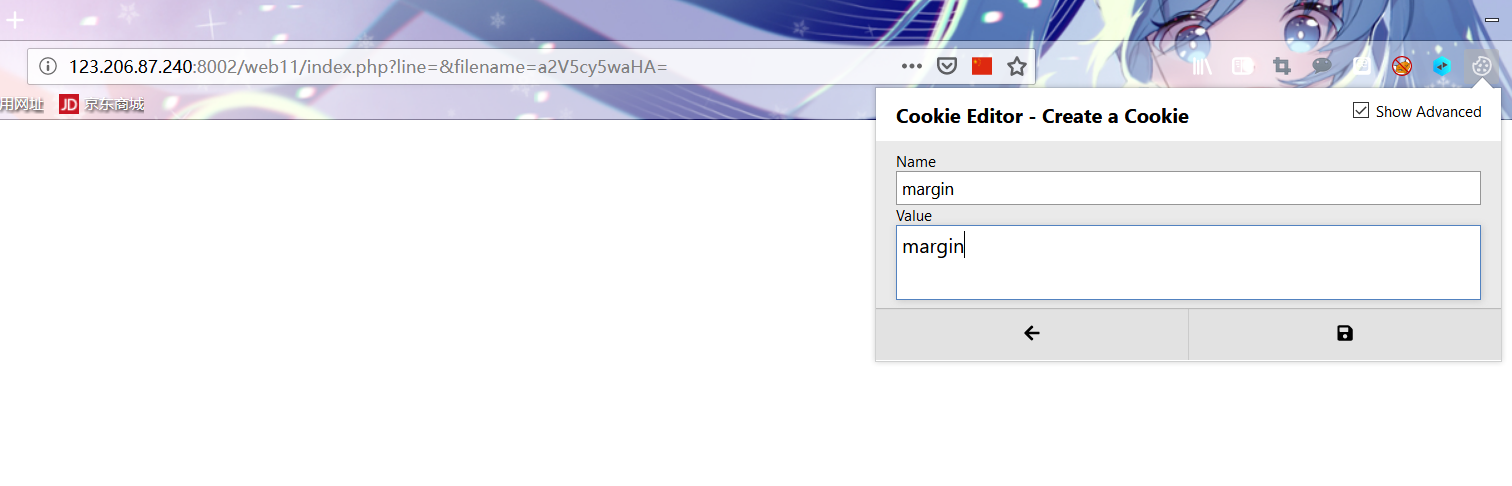 123.206.87.240:8002/web11/index.php?line=&filename=a2V5cy5waHA=
用网址 JD 京东商城
Cookie Editor - Create a Cookie
Show Advanced
Name
margin
Value
margin